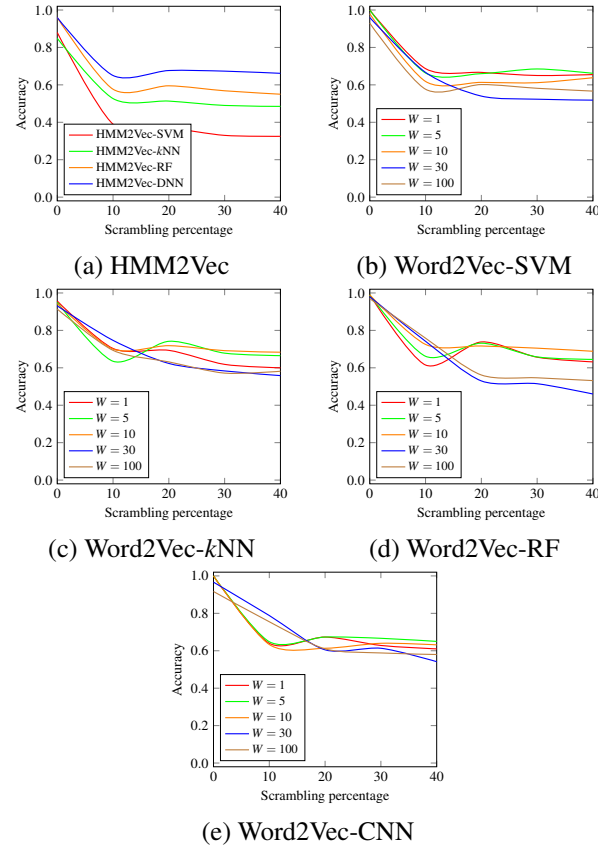 1.0
0.8
0.6
0.4
0.2
0.0
Accuracy
0 10 20 30 40
Scrambling percentage
HMM2Vec-SVM
HMM2Vec-kNN
HMM2Vec-RF
HMM2Vec-DNN
(a) HMM2Vec
1.0
0.8
0.6
0.4
0.2
0.0
Accuracy
0 10 20 30 40
Scrambling percentage
W = 1
W = 5
W = 10
W = 30
W = 100
(b) Word2Vec-SVM
1.0
0.8
0.6
0.4
0.2
0.0
Accuracy
0 10 20 30 40
Scrambling percentage
W = 1
W = 5
W = 10
W = 30
W = 100
(c) Word2Vec-kNN
1.0
0.8
0.6
0.4
0.2
0.0
Accuracy
0 10 20 30 40
Scrambling percentage
W = 1
W = 5
W = 10
W = 30
W = 100
(d) Word2Vec-RF
1.0
0.8
0.6
0.4
0.2
0.0
Accuracy
0 10 20 30 40
Scrambling percentage
W = 1
W = 5
W = 10
W = 30
W = 100
(e) Word2Vec-CNN